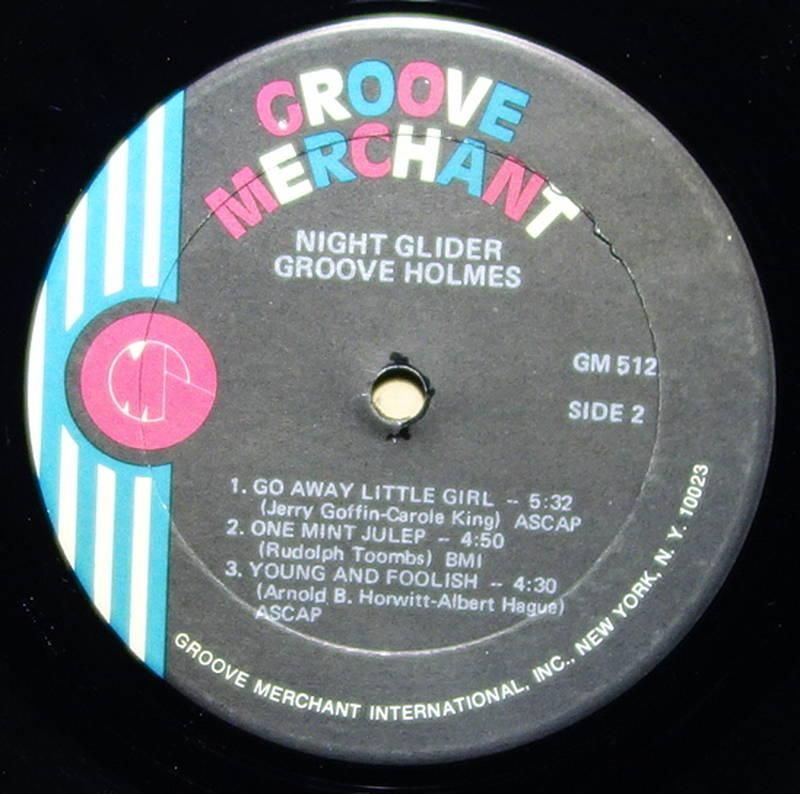 GROOVE
MERCHANT
NIGHT GLIDER
GROOVE HOLMES
GM 512
SIDE 2
1. GO AWAY LITTLE GIRL -- 5:32
(Jerry Goffin-Carole King) ASCAP
2. ONE MINT JULEP -- 4:50
(Rudolph Toombs) BMI
3. YOUNG AND FOOLISH -- 4:30
(Arnold B. Horwitt-Albert Hague)
ASCAP
GROOVE MERCHANT INTERNATIONAL, INC., NEW YORK, N. Y. 10023